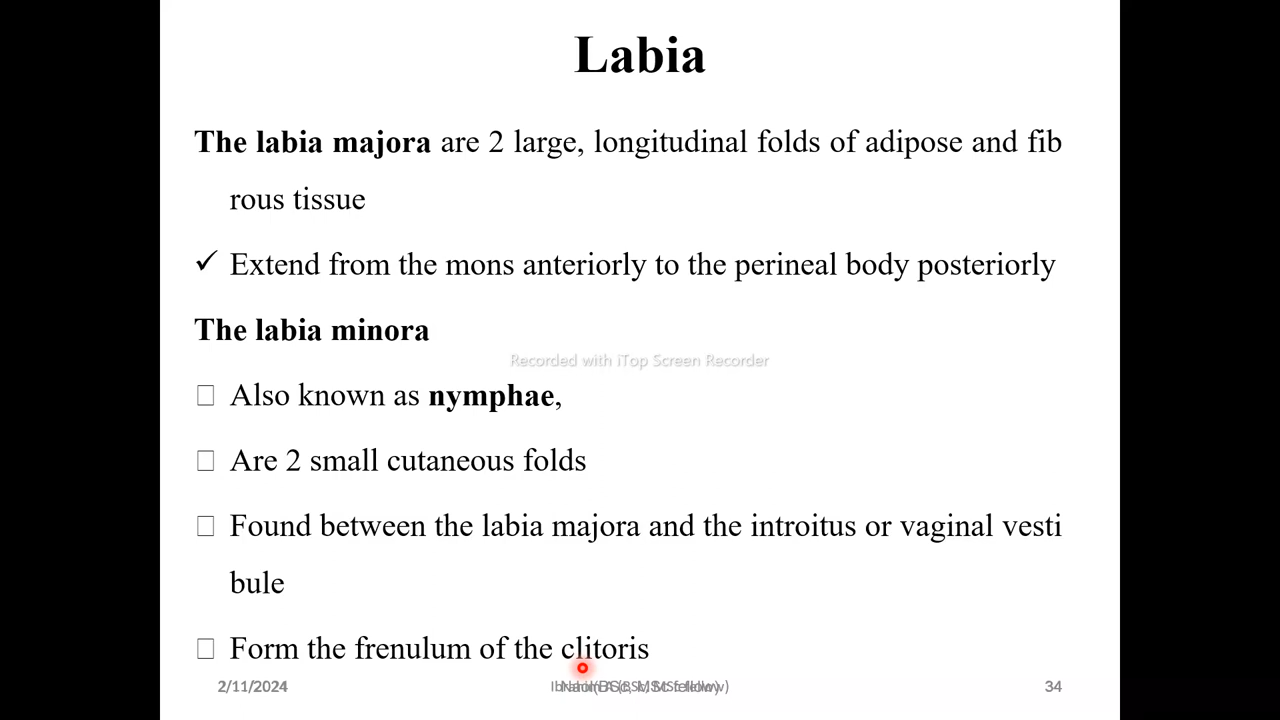 Labia
The labia majora are 2 large, longitudinal folds of adipose and fib
rous tissue
✓ Extend from the mons anteriorly to the perineal body posteriorly
The labia minora
Recorded with iTop Screen Recorder
□ Also known as nymphae,
□ Are 2 small cutaneous folds
□ Found between the labia majora and the introitus or vaginal vesti
bule
□ Form the frenulum of the clitoris
2/11/2024
34